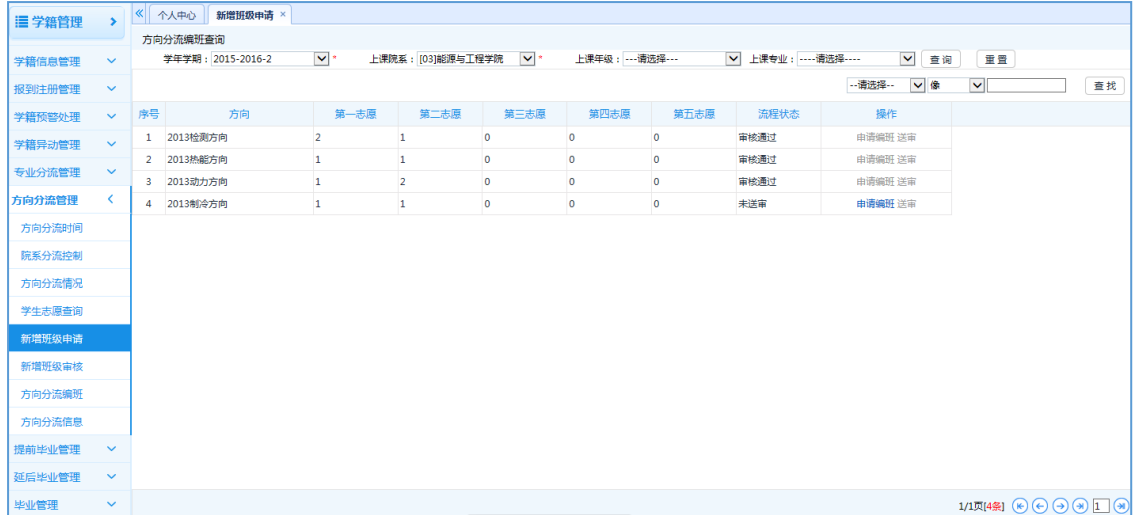 学籍管理
个人中心 新增班级申请 ×
方向分流编班查询
学年学期：2015-2016-2 * 上课院系：[03]能源与工程学院 * 上课年级：---请选择--- 上课专业：----请选择---- 查询 重置
--请选择-- 像 查找
序号 方向 第一志愿 第二志愿 第三志愿 第四志愿 第五志愿 流程状态 操作
1 2013检测方向 2 1 0 0 0 审核通过 申请编班 送审
2 2013热能方向 1 1 0 0 0 审核通过 申请编班 送审
3 2013动力方向 1 2 0 0 0 审核通过 申请编班 送审
4 2013制冷方向 1 1 0 0 0 未送审 申请编班 送审
学籍信息管理
报到注册管理
学籍预警处理
学籍异动管理
专业分流管理
方向分流管理
方向分流时间
院系分流控制
方向分流情况
学生志愿查询
新增班级申请
新增班级审核
方向分流编班
方向分流信息
提前毕业管理
延后毕业管理
毕业管理
1/1页[4条] 1